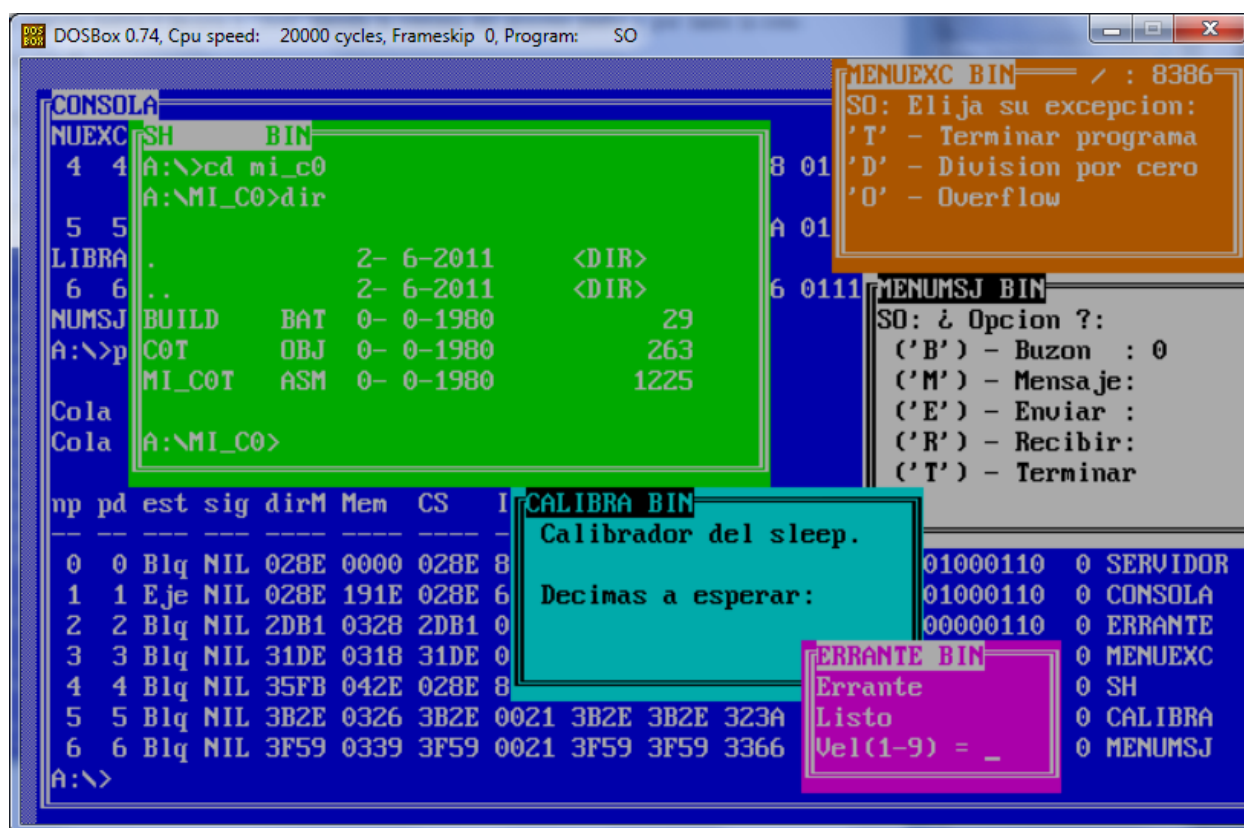 DOSBox 0.74, Cpu speed: 20000 cycles, Frameskip 0, Program: SO
MENUEXC BIN / : 8386
SO: Elija su excepcion:
'T' - Terminar programa
'D' - Division por cero
'O' - Overflow
CONSOLA
NUEXC
4 4 8 01
5 5 A 01
LIBRA
6 6 6 0111
NUMSJ
A:\>p
Cola
Cola
SH BIN
A:\>cd mi_c0
A:\MI_C0>dir
. 2- 6-2011 <DIR>
.. 2- 6-2011 <DIR>
BUILD BAT 0- 0-1980 29
COT OBJ 0- 0-1980 263
MI_COT ASM 0- 0-1980 1225
A:\MI_C0>
MENUMSJ BIN
SO: ¿ Opcion ?:
('B') - Buzon : 0
('M') - Mensaje:
('E') - Enviar :
('R') - Recibir:
('T') - Terminar
np pd est sig dirM Mem CS I
-- -- --- --- ---- ---- ---- -
0 0 Blq NIL 028E 0000 028E 8 01000110 0 SERVIDOR
1 1 Eje NIL 028E 191E 028E 6 01000110 0 CONSOLA
2 2 Blq NIL 2DB1 0328 2DB1 0 00000110 0 ERRANTE
3 3 Blq NIL 31DE 0318 31DE 0 0 MENUEXC
4 4 Blq NIL 35FB 042E 028E 8 0 SH
5 5 Blq NIL 3B2E 0326 3B2E 0021 3B2E 3B2E 323A 0 CALIBRA
6 6 Blq NIL 3F59 0339 3F59 0021 3F59 3F59 3366 0 MENUMSJ
A:\>
CALIBRA BIN
Calibrador del sleep.
Decimas a esperar:
ERRANTE BIN
Errante
Listo
Vel(1-9) = _